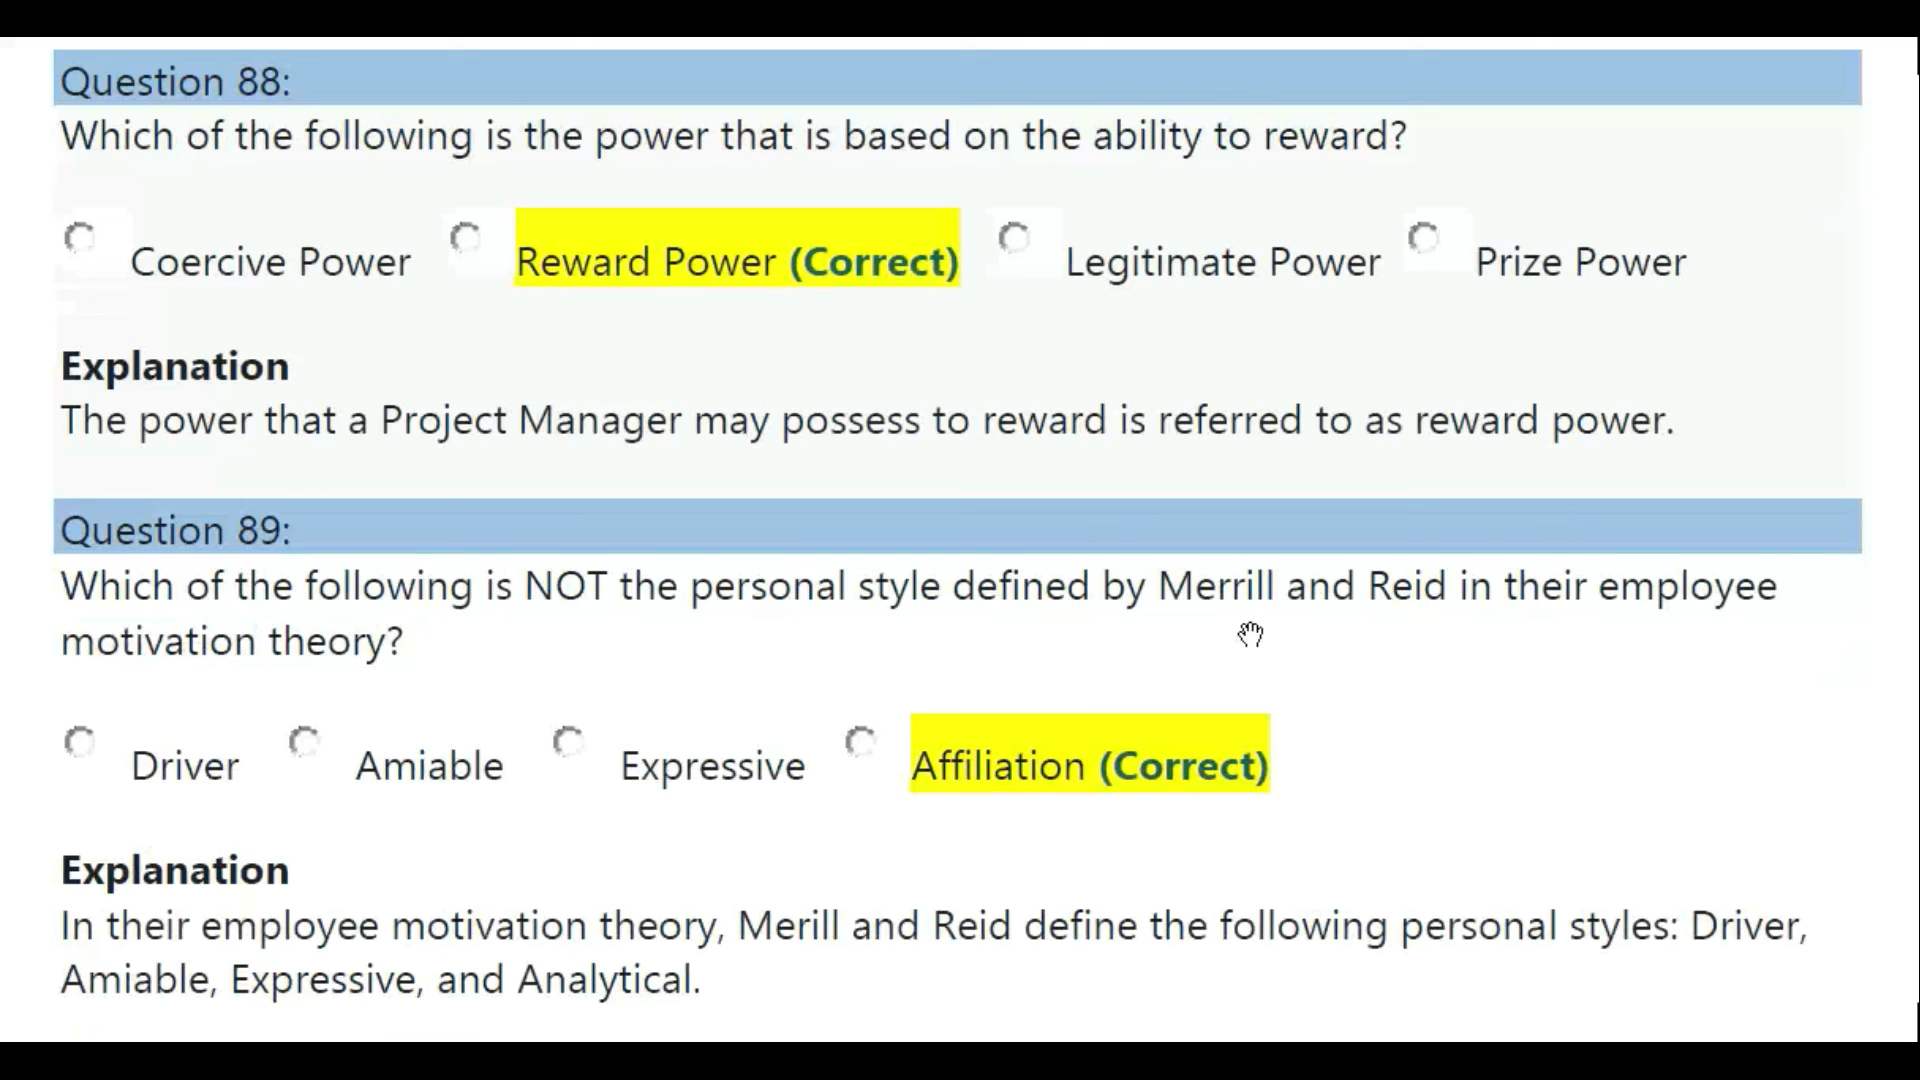 Question 88:
Which of the following is the power that is based on the ability to reward?
Coercive Power Reward Power (Correct) Legitimate Power Prize Power
Explanation
The power that a Project Manager may possess to reward is referred to as reward power.
Question 89:
Which of the following is NOT the personal style defined by Merrill and Reid in their employee
motivation theory?
Driver Amiable Expressive Affiliation (Correct)
Explanation
In their employee motivation theory, Merill and Reid define the following personal styles: Driver,
Amiable, Expressive, and Analytical.